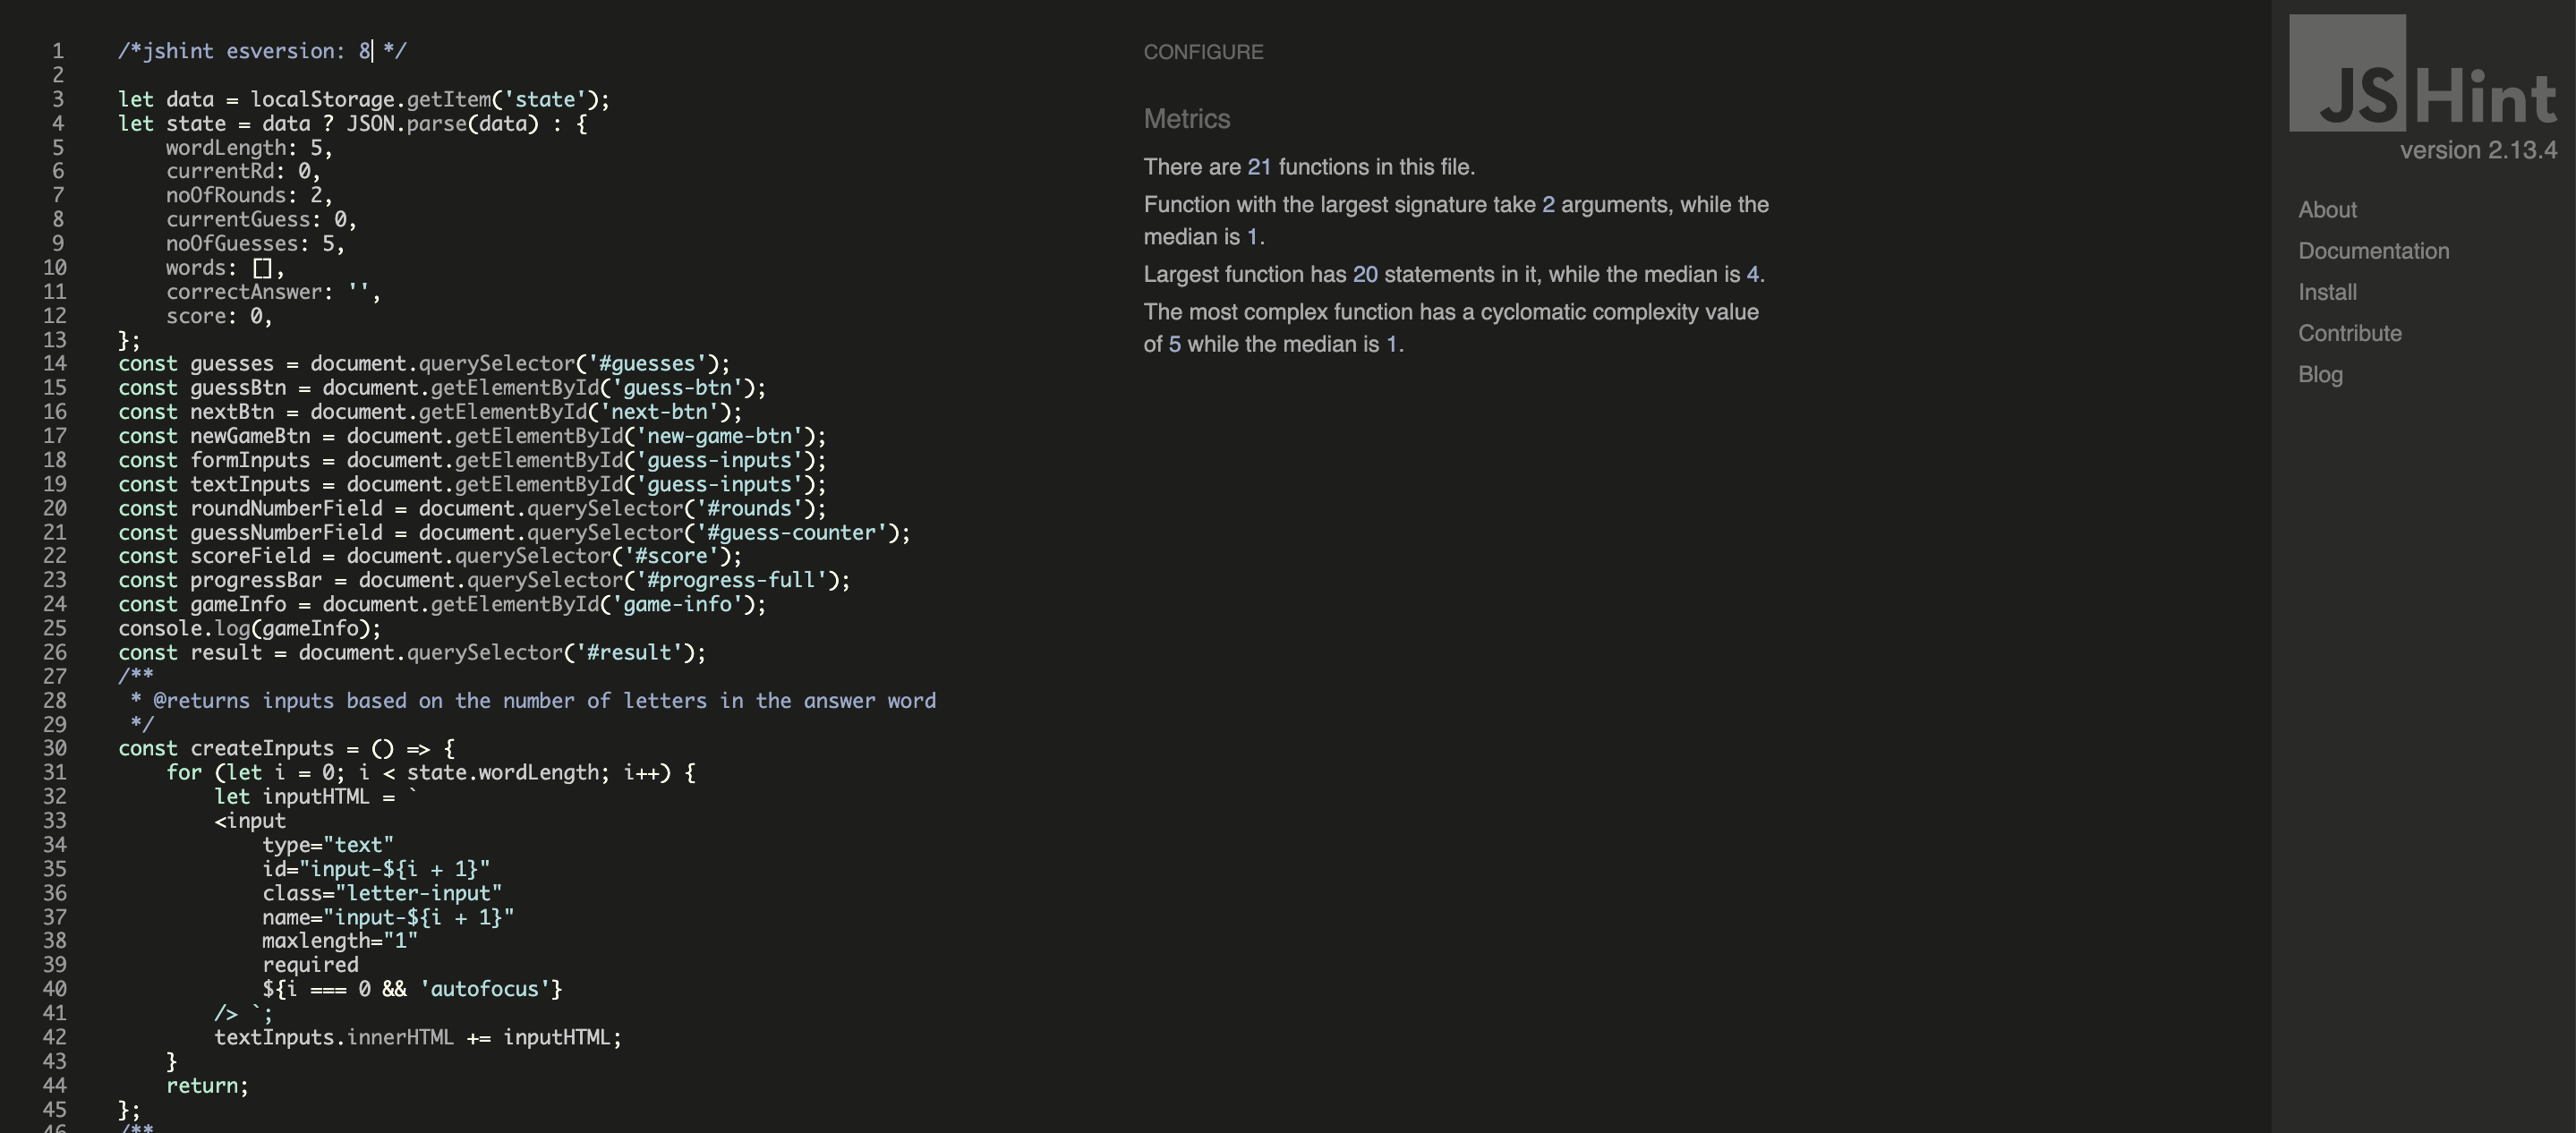 1 /*jshint esversion: 8 */
2
3 let data = localStorage.getItem('state');
4 let state = data ? JSON.parse(data) : {
5     wordLength: 5,
6     currentRd: 0,
7     noOfRounds: 2,
8     currentGuess: 0,
9     noOfGuesses: 5,
10     words: [],
11     correctAnswer: '',
12     score: 0,
13 };
14 const guesses = document.querySelector('#guesses');
15 const guessBtn = document.getElementById('guess-btn');
16 const nextBtn = document.getElementById('next-btn');
17 const newGameBtn = document.getElementById('new-game-btn');
18 const formInputs = document.getElementById('guess-inputs');
19 const textInputs = document.getElementById('guess-inputs');
20 const roundNumberField = document.querySelector('#rounds');
21 const guessNumberField = document.querySelector('#guess-counter');
22 const scoreField = document.querySelector('#score');
23 const progressBar = document.querySelector('#progress-full');
24 const gameInfo = document.getElementById('game-info');
25 console.log(gameInfo);
26 const result = document.querySelector('#result');
27 /**
28  * @returns inputs based on the number of letters in the answer word
29  */
30 const createInputs = () => {
31     for (let i = 0; i < state.wordLength; i++) {
32         let inputHTML = `
33         <input
34             type="text"
35             id="input-${i + 1}"
36             class="letter-input"
37             name="input-${i + 1}"
38             maxlength="1"
39             required
40             ${i === 0 && 'autofocus'}
41         /> `;
42         textInputs.innerHTML += inputHTML;
43     }
44     return;
45 };
46 /**
CONFIGURE
Metrics
There are 21 functions in this file.
Function with the largest signature take 2 arguments, while the
median is 1.
Largest function has 20 statements in it, while the median is 4.
The most complex function has a cyclomatic complexity value
of 5 while the median is 1.
JSHint
version 2.13.4
About
Documentation
Install
Contribute
Blog